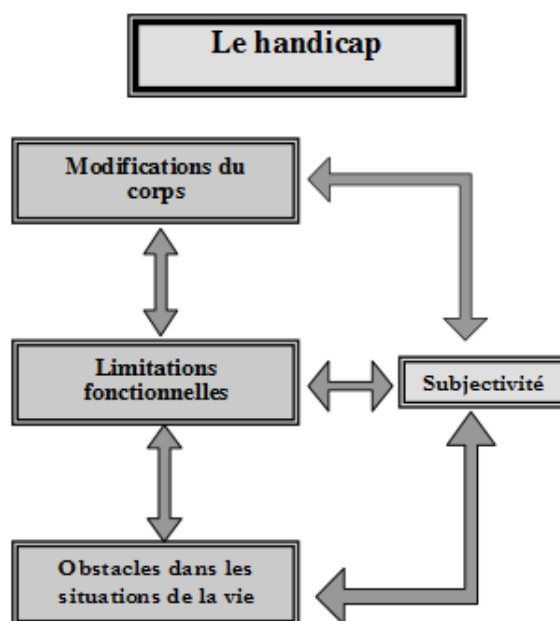 Le handicap
Modifications du
corps
Limitations
fonctionnelles
Subjectivité
Obstacles dans les
situations de la vie